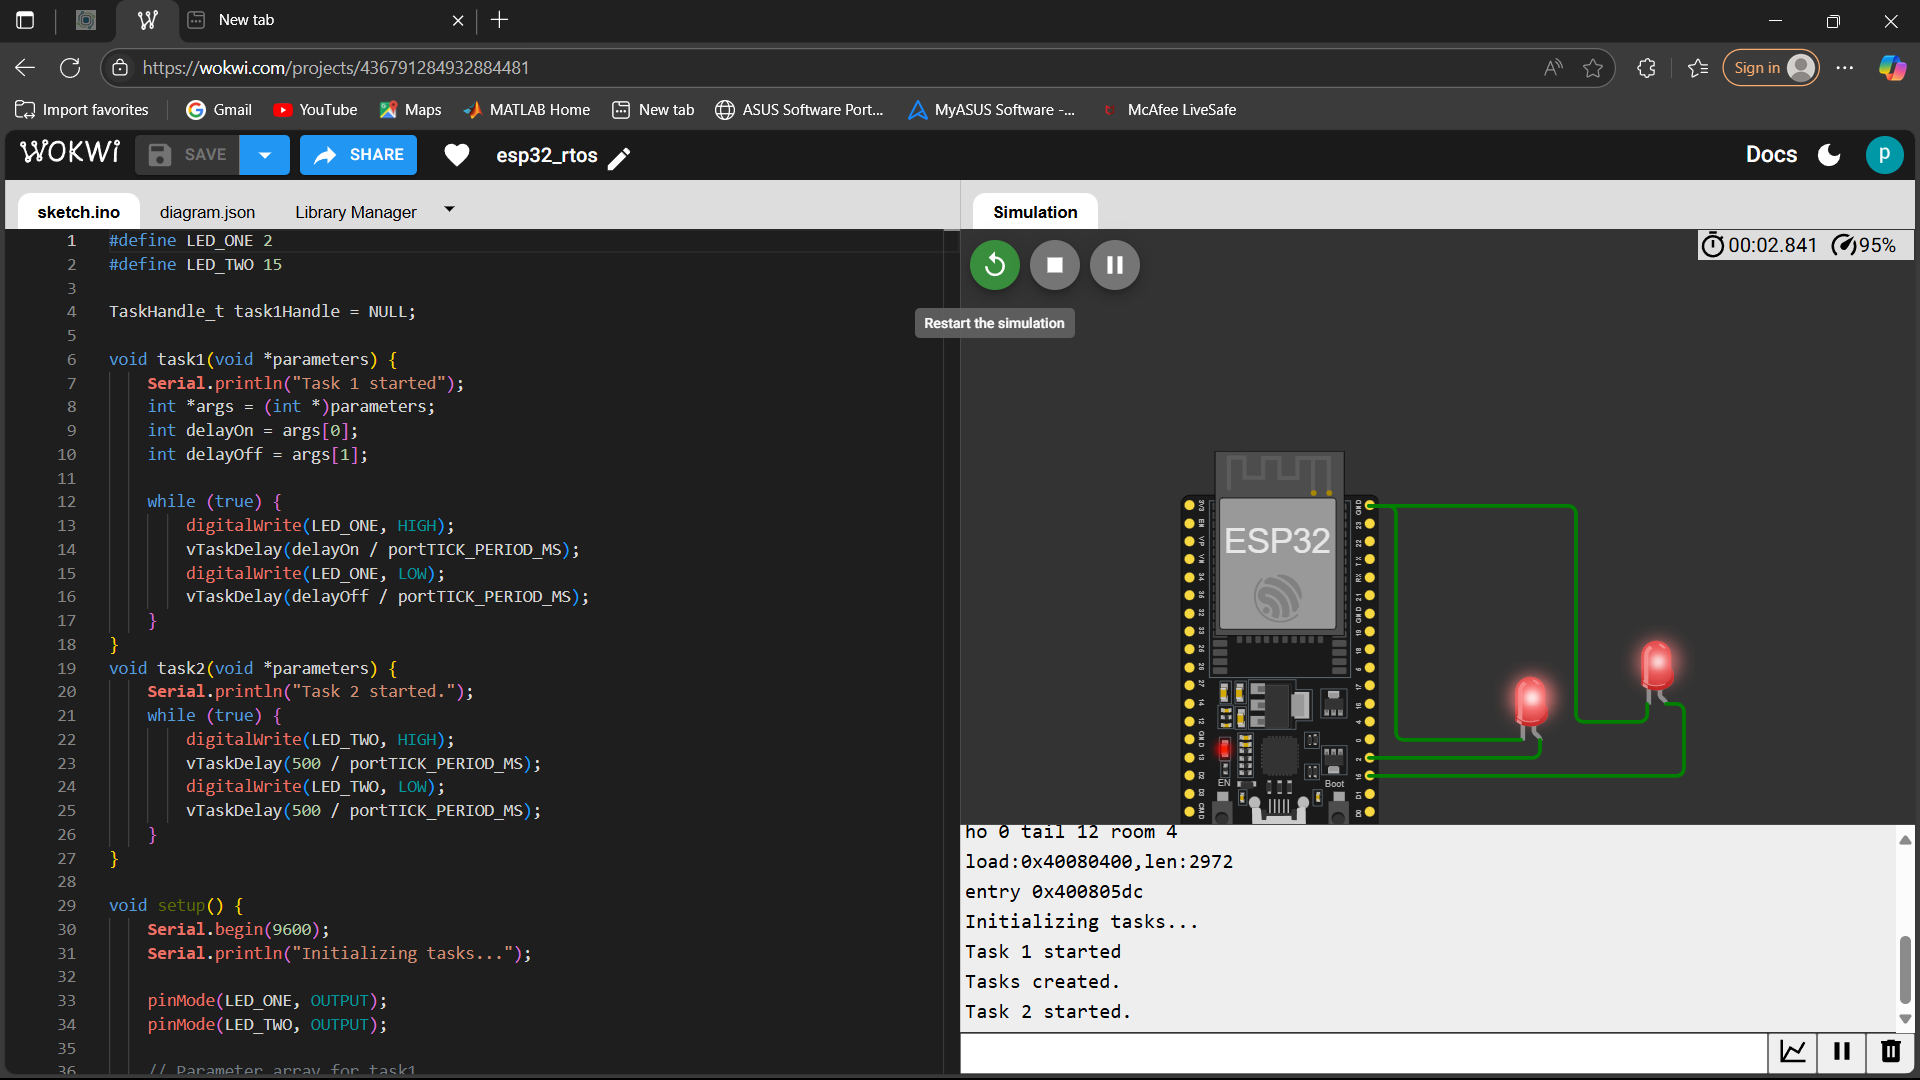 New tab
https://wokwi.com/projects/436791284932884481
Sign in
Import favorites
Gmail
YouTube
Maps
MATLAB Home
New tab
ASUS Software Port...
MyASUS Software -...
McAfee LiveSafe
WOKWi
SAVE
SHARE
esp32_rtos
Docs
p
sketch.ino
diagram.json
Library Manager
Simulation
1 #define LED_ONE 2
2 #define LED_TWO 15
3
4 TaskHandle_t task1Handle = NULL;
5
6 void task1(void *parameters) {
7 Serial.println("Task 1 started");
8 int *args = (int *)parameters;
9 int delayOn = args[0];
10 int delayOff = args[1];
11
12 while (true) {
13 digitalWrite(LED_ONE, HIGH);
14 vTaskDelay(delayOn / portTICK_PERIOD_MS);
15 digitalWrite(LED_ONE, LOW);
16 vTaskDelay(delayOff / portTICK_PERIOD_MS);
17 }
18 }
19 void task2(void *parameters) {
20 Serial.println("Task 2 started.");
21 while (true) {
22 digitalWrite(LED_TWO, HIGH);
23 vTaskDelay(500 / portTICK_PERIOD_MS);
24 digitalWrite(LED_TWO, LOW);
25 vTaskDelay(500 / portTICK_PERIOD_MS);
26 }
27 }
28
29 void setup() {
30 Serial.begin(9600);
31 Serial.println("Initializing tasks...");
32
33 pinMode(LED_ONE, OUTPUT);
34 pinMode(LED_TWO, OUTPUT);
35
36 // Parameter array for task1
00:02.841
95%
Restart the simulation
ESP32
EN
Boot
ho 0 tail 12 room 4
load:0x40080400,len:2972
entry 0x400805dc
Initializing tasks...
Task 1 started
Tasks created.
Task 2 started.